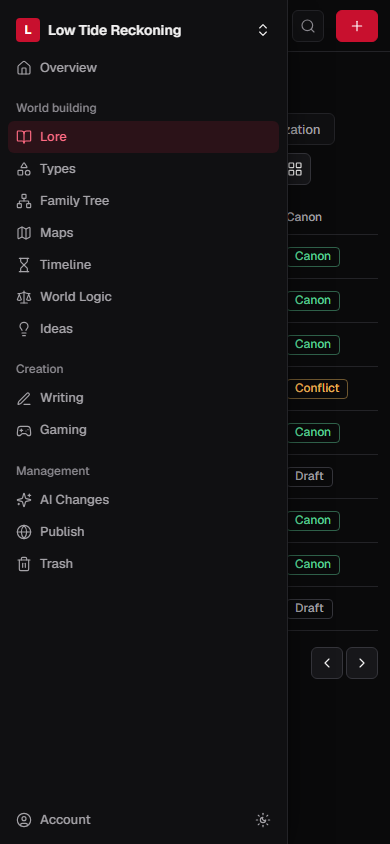 L Low Tide Reckoning
Overview
World building
Lore
Types
Family Tree
Maps
Timeline
World Logic
Ideas
Creation
Writing
Gaming
Management
AI Changes
Publish
Trash
Account
zation
Canon
Canon
Canon
Canon
Conflict
Canon
Draft
Canon
Canon
Draft